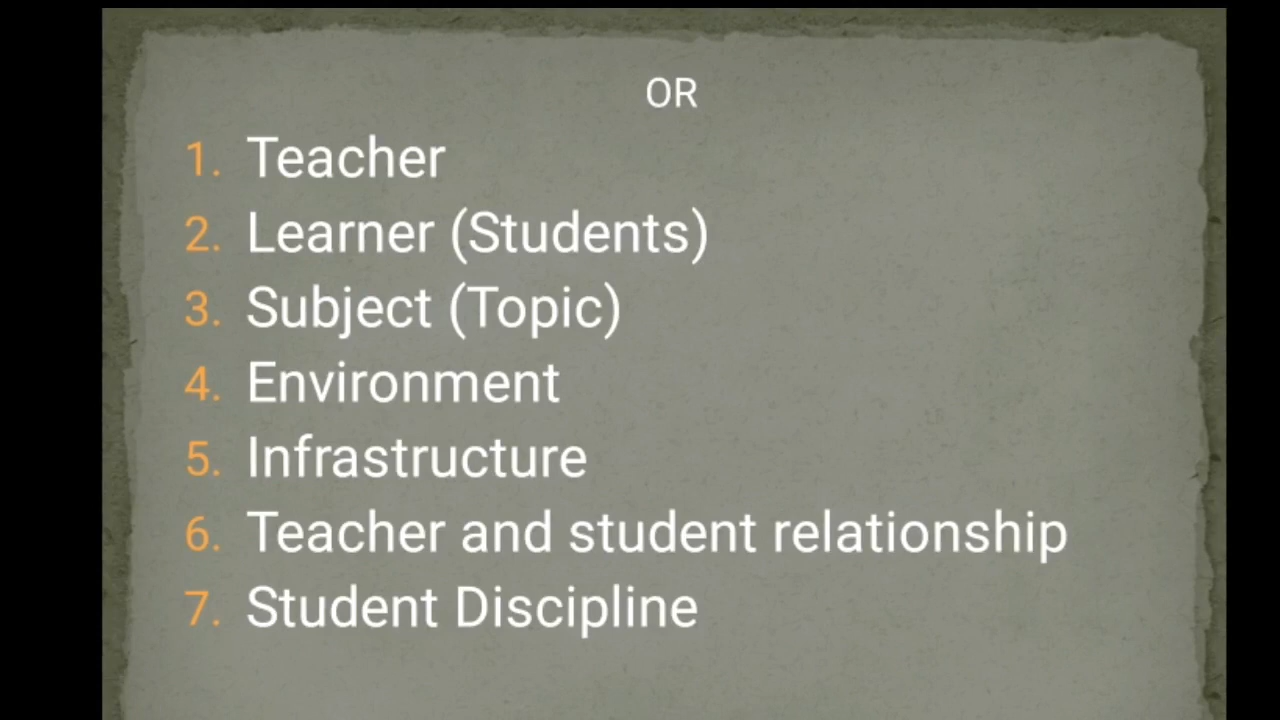 OR
1. Teacher
2. Learner (Students)
3. Subject (Topic)
4. Environment
5. Infrastructure
6. Teacher and student relationship
7. Student Discipline